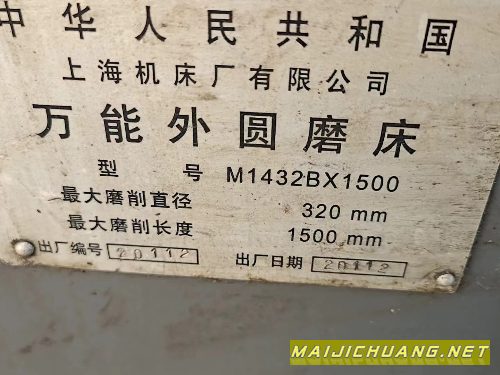 中华人民共和国
上海机床厂有限公司
万能外圆磨床
型 号 M1432BX1500
最大磨削直径 320 mm
最大磨削长度 1500 mm
出厂编号 20112 出厂日期 20112
MAIJICHUANG.NET